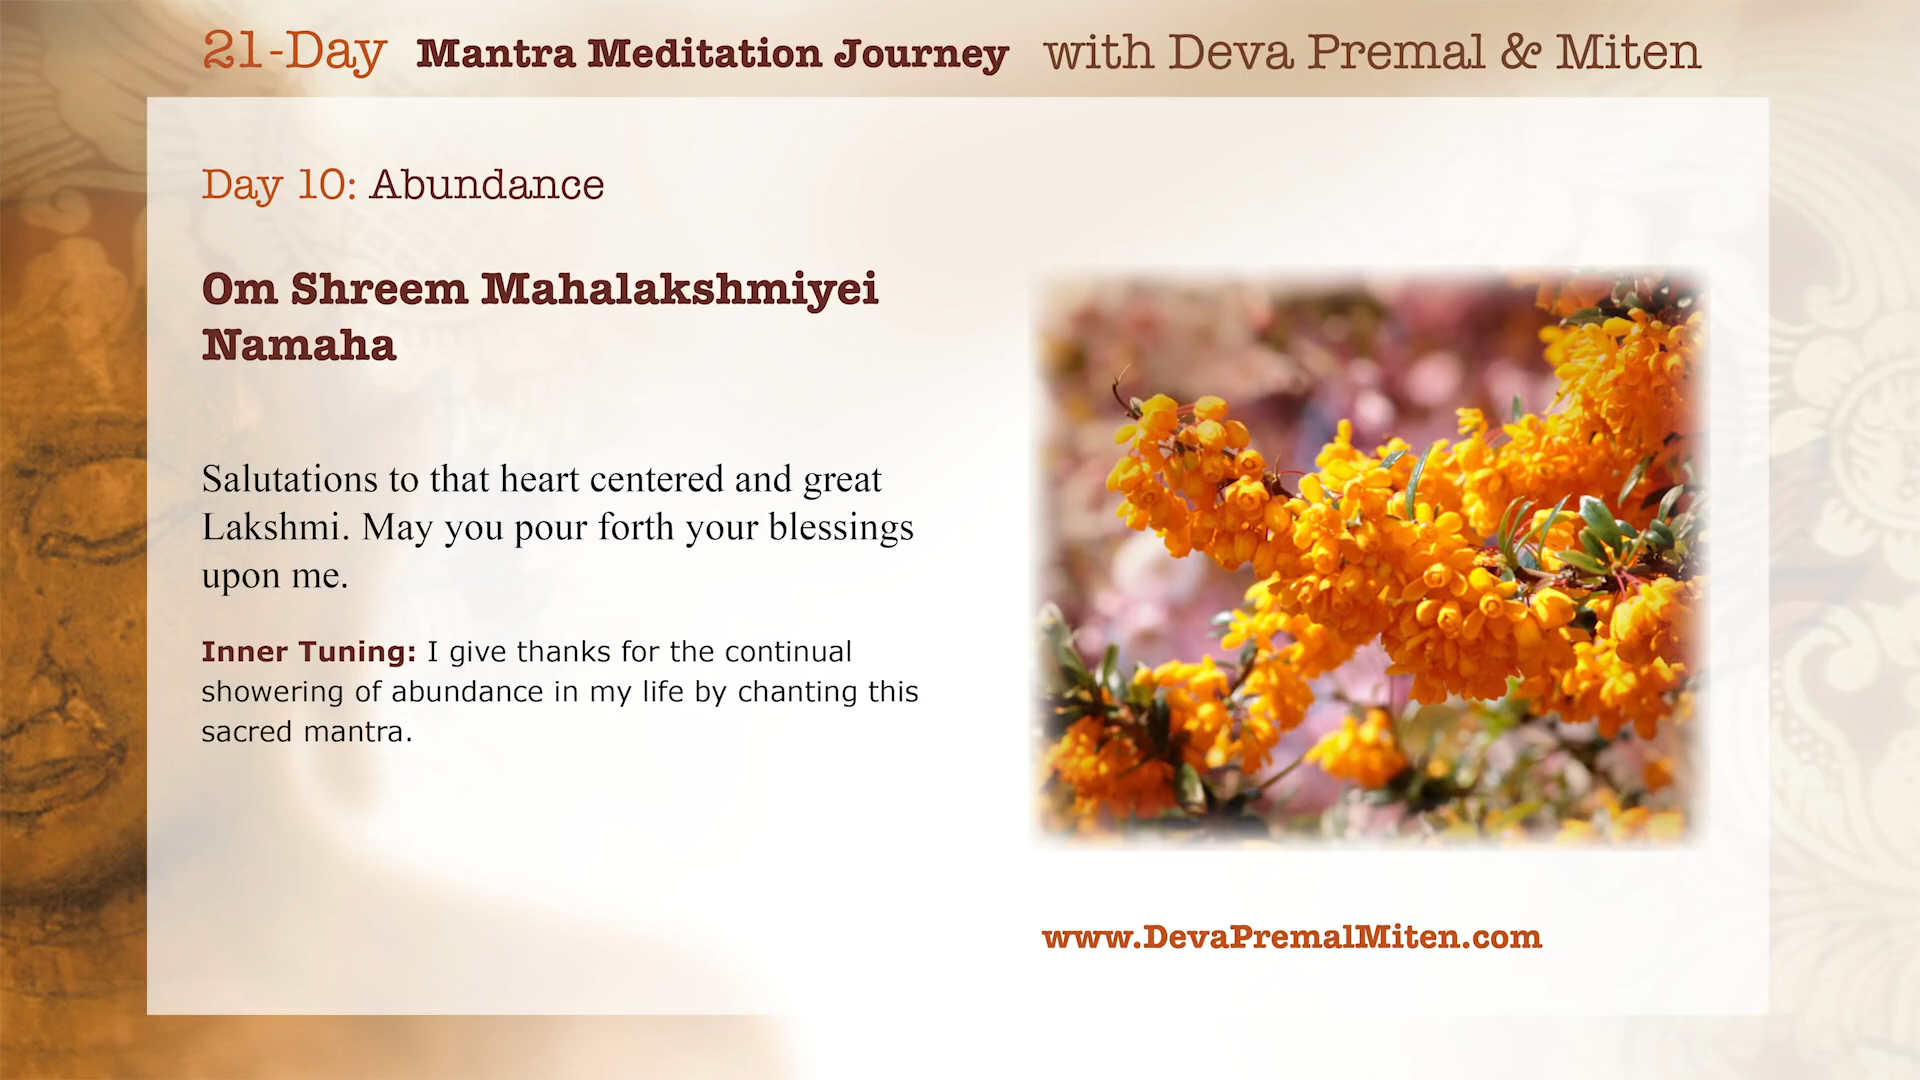 21-Day Mantra Meditation Journey with Deva Premal & Miten
Day 10: Abundance
Om Shreem Mahalakshmiyei
Namaha
Salutations to that heart centered and great
Lakshmi. May you pour forth your blessings
upon me.
Inner Tuning: I give thanks for the continual
showering of abundance in my life by chanting this
sacred mantra.
www.DevaPremalMiten.com